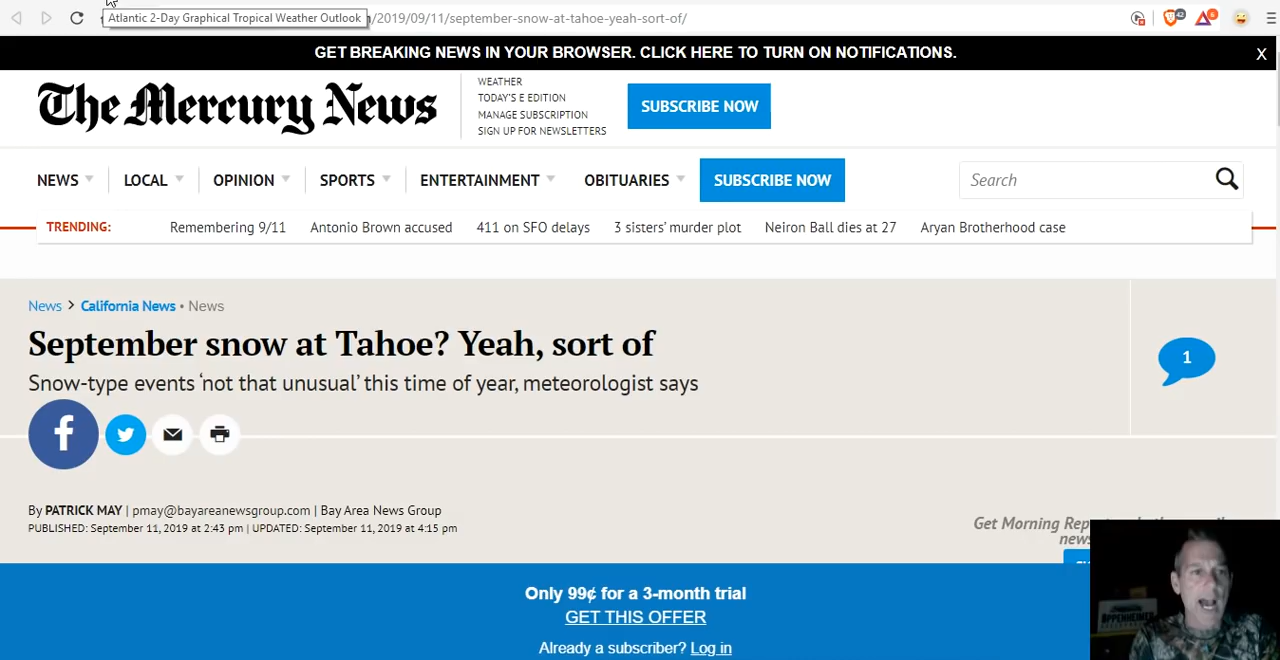 Atlantic 2-Day Graphical Tropical Weather Outlook
/2019/09/11/september-snow-at-tahoe-yeah-sort-of/
42
6
GET BREAKING NEWS IN YOUR BROWSER. CLICK HERE TO TURN ON NOTIFICATIONS.
X
The Mercury News
WEATHER
TODAY'S E EDITION
MANAGE SUBSCRIPTION
SIGN UP FOR NEWSLETTERS
SUBSCRIBE NOW
NEWS LOCAL OPINION SPORTS ENTERTAINMENT OBITUARIES SUBSCRIBE NOW
Search
TRENDING: Remembering 9/11 Antonio Brown accused 411 on SFO delays 3 sisters' murder plot Neiron Ball dies at 27 Aryan Brotherhood case
News > California News • News
September snow at Tahoe? Yeah, sort of
1
Snow-type events ‘not that unusual’ this time of year, meteorologist says
By PATRICK MAY | pmay@bayareanewsgroup.com | Bay Area News Group
PUBLISHED: September 11, 2019 at 2:43 pm | UPDATED: September 11, 2019 at 4:15 pm
Get Morning
news
Only 99¢ for a 3-month trial
GET THIS OFFER
Already a subscriber? Log in
OPPENHEIMER